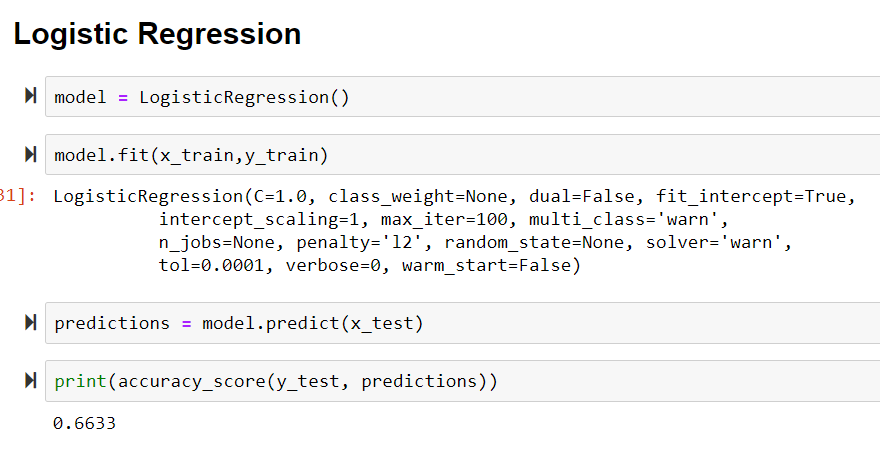 Logistic Regression
model = LogisticRegression()
model.fit(x_train,y_train)
31]: LogisticRegression(C=1.0, class_weight=None, dual=False, fit_intercept=True,
intercept_scaling=1, max_iter=100, multi_class='warn',
n_jobs=None, penalty='l2', random_state=None, solver='warn',
tol=0.0001, verbose=0, warm_start=False)
predictions = model.predict(x_test)
print(accuracy_score(y_test, predictions))
0.6633